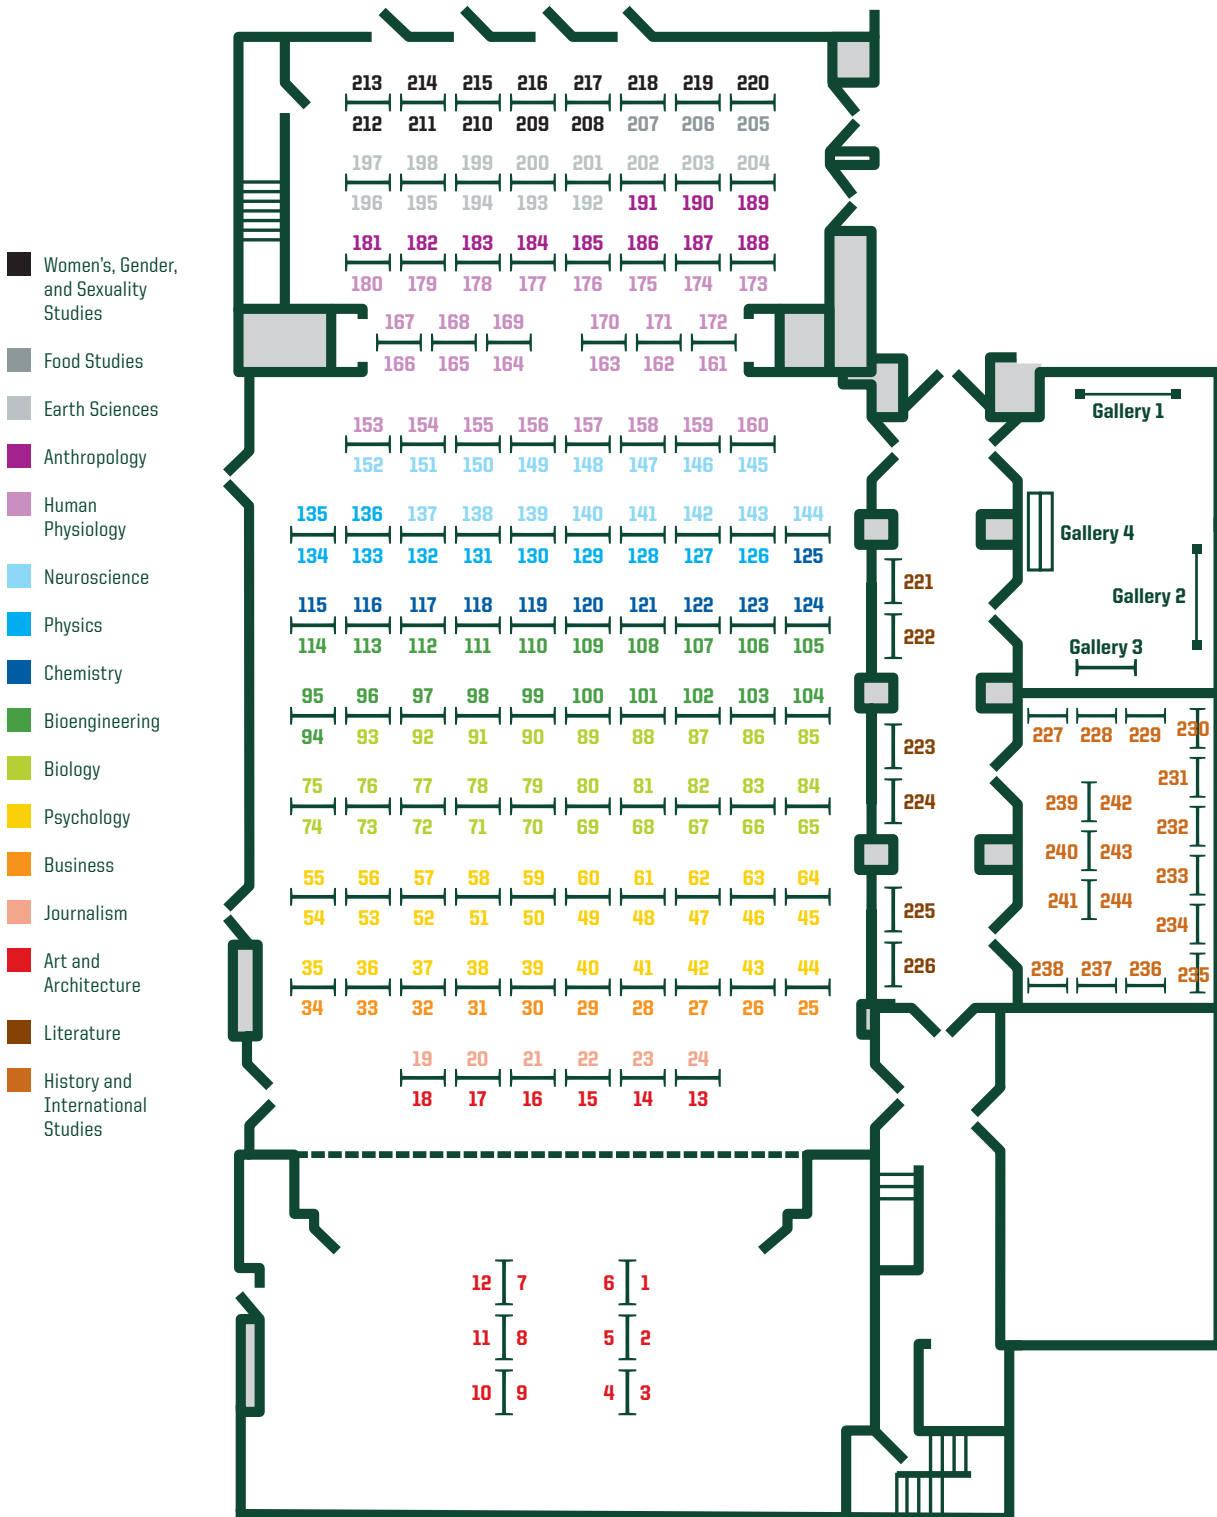 213 214 215 216 217 218 219 220
212 211 210 209 208 207 206 205
197 198 199 200 201 202 203 204
196 195 194 193 192 191 190 189
181 182 183 184 185 186 187 188
180 179 178 177 176 175 174 173
167 168 169 170 171 172
166 165 164 163 162 161
153 154 155 156 157 158 159 160
152 151 150 149 148 147 146 145
135 136 137 138 139 140 141 142 143 144
134 133 132 131 130 129 128 127 126 125
115 116 117 118 119 120 121 122 123 124
114 113 112 111 110 109 108 107 106 105
95 96 97 98 99 100 101 102 103 104
94 93 92 91 90 89 88 87 86 85
75 76 77 78 79 80 81 82 83 84
74 73 72 71 70 69 68 67 66 65
55 56 57 58 59 60 61 62 63 64
54 53 52 51 50 49 48 47 46 45
35 36 37 38 39 40 41 42 43 44
34 33 32 31 30 29 28 27 26 25
19 20 21 22 23 24
18 17 16 15 14 13
12 7 6 1
11 8 5 2
10 9 4 3
Women's, Gender,
and Sexuality
Studies
Food Studies
Earth Sciences
Anthropology
Human
Physiology
Neuroscience
Physics
Chemistry
Bioengineering
Biology
Psychology
Business
Journalism
Art and
Architecture
Literature
History and
International
Studies
221
222
223
224
225
226
Gallery 1
Gallery 4
Gallery 2
Gallery 3
227 228 229 230
231
239 242
232
240 243
233
241 244
234
238 237 236 235